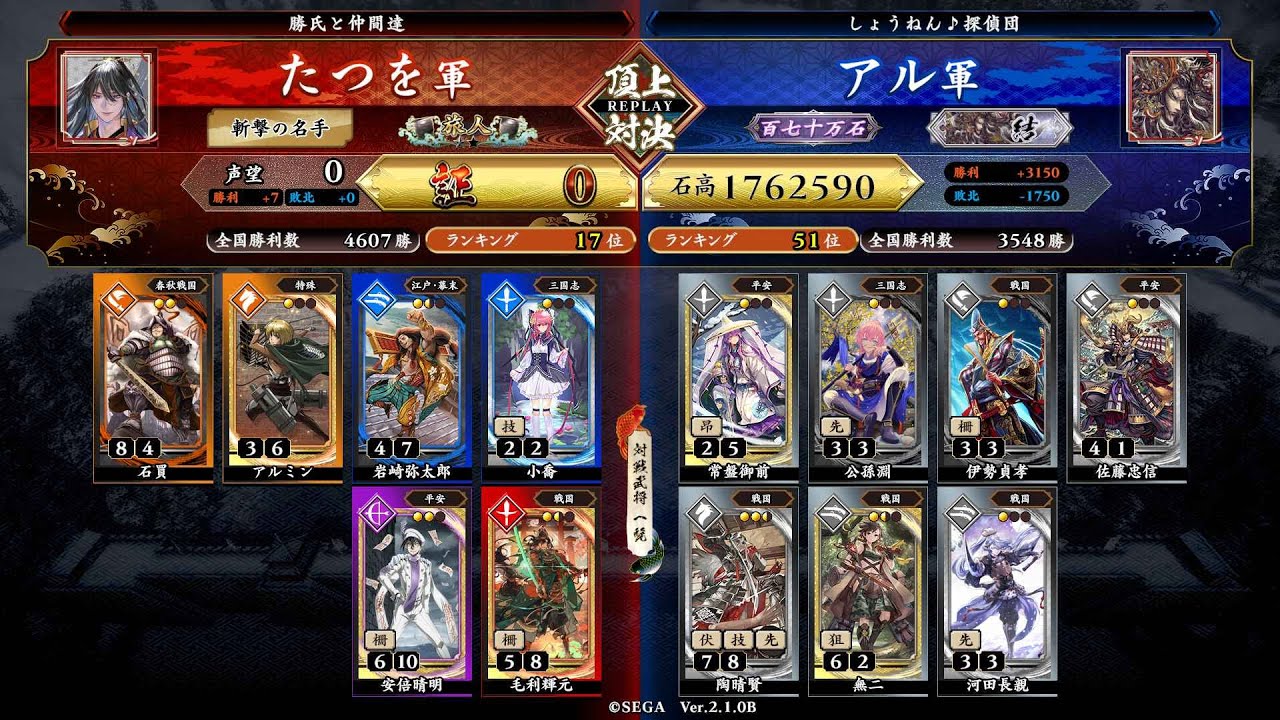 勝氏と仲間達
しょうねん♪探偵団
たつを軍
頂上
REPLAY
対決
アル軍
斬撃の名手
旅人
百七十万石
結
声望 0
勝利 +7 敗北 +0
証 0
石高 1762590
勝利 +3150
敗北 -1750
全国勝利数 4607勝
ランキング 17位
ランキング 51位
全国勝利数 3548勝
春秋戦国
8 4
石買
特殊
3 6
アルミン
江戸・幕末
4 7
岩崎弥太郎
三国志
技
2 2
小喬
平安
昂
2 5
常盤御前
三国志
先
3 3
公孫淵
戦国
柵
3 3
伊勢貞孝
平安
4 1
佐藤忠信
対戦武将一覧
平安
柵
6 10
安倍晴明
戦国
柵
5 8
毛利輝元
戦国
伏 技 先
7 8
陶晴賢
戦国
狙
6 2
無二
戦国
先
3 3
河田長親
©SEGA Ver.2.1.0B